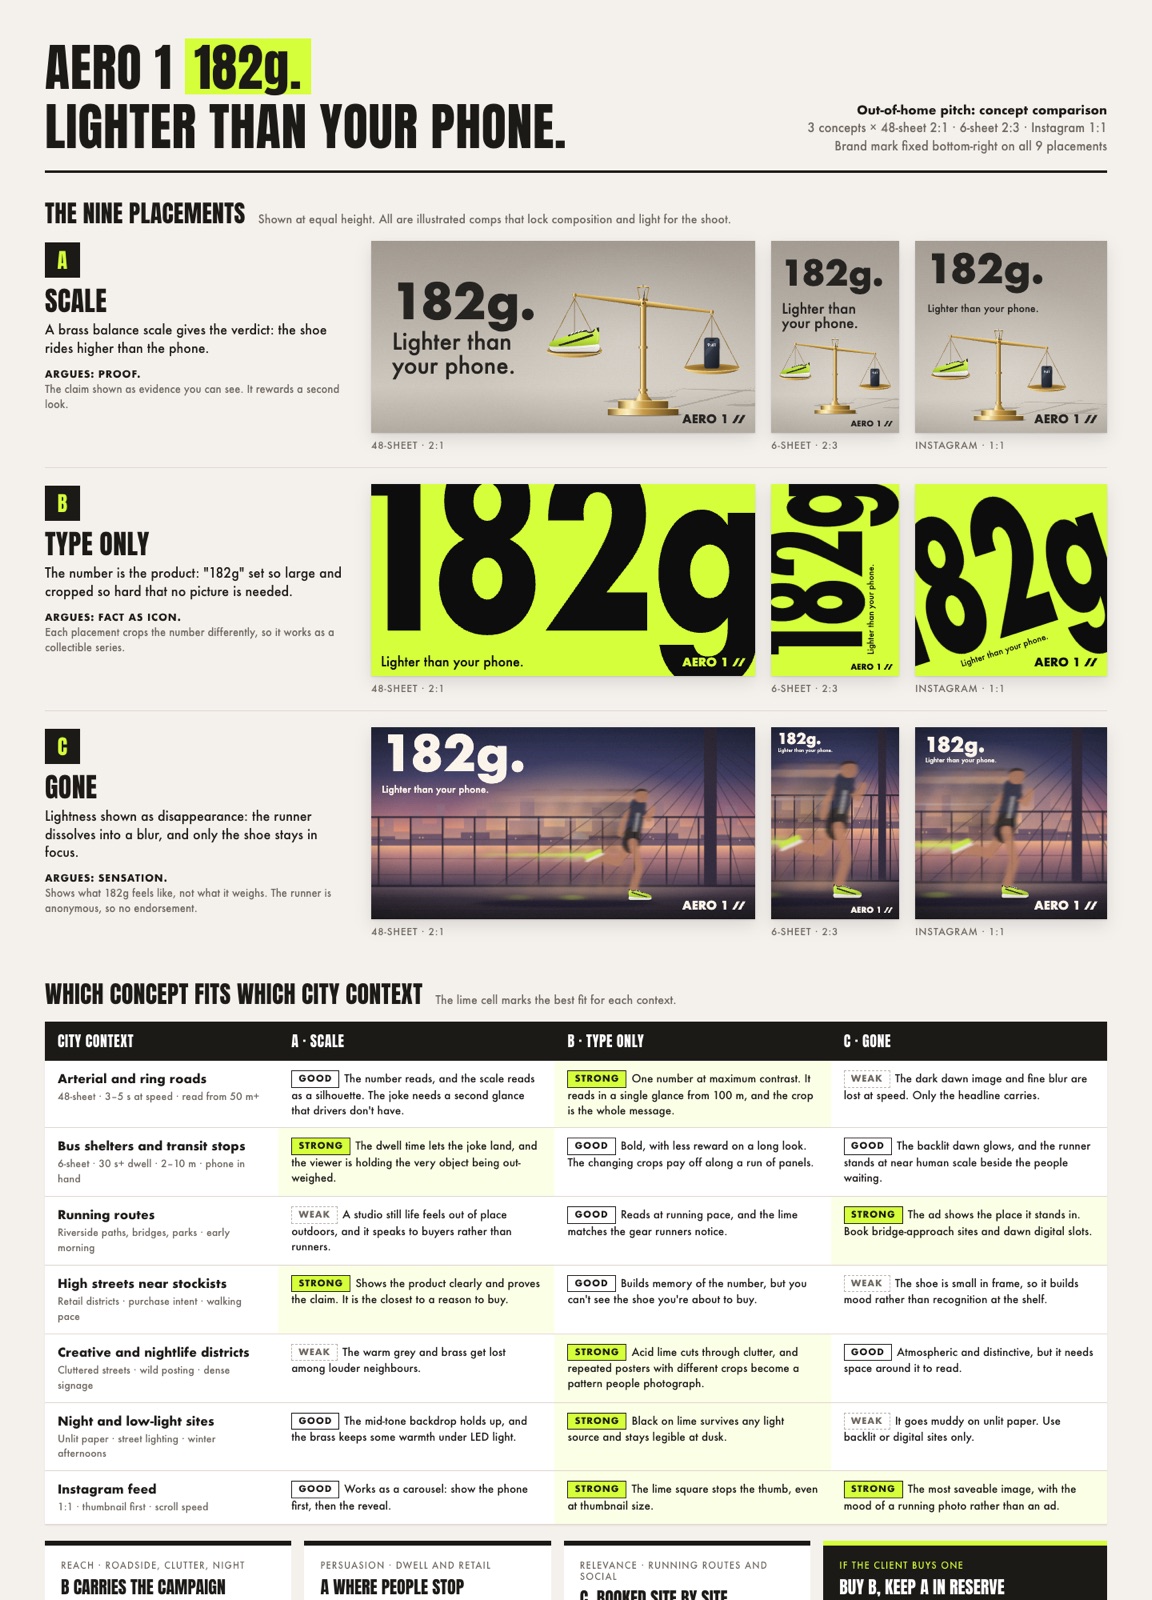 AERO 1 182g.
LIGHTER THAN YOUR PHONE.
Out-of-home pitch: concept comparison
3 concepts × 48-sheet 2:1 · 6-sheet 2:3 · Instagram 1:1
Brand mark fixed bottom-right on all 9 placements
THE NINE PLACEMENTS
Shown at equal height. All are illustrated comps that lock composition and light for the shoot.
A
SCALE
A brass balance scale gives the verdict: the shoe
rides higher than the phone.
ARGUES: PROOF.
The claim shown as evidence you can see. It rewards a second
look.
182g.
Lighter than
your phone.
AERO 1 //
48-SHEET · 2:1
182g.
Lighter than
your phone.
AERO 1 //
6-SHEET · 2:3
182g.
Lighter than your phone.
AERO 1 //
INSTAGRAM · 1:1
B
TYPE ONLY
The number is the product: "182g" set so large and
cropped so hard that no picture is needed.
ARGUES: FACT AS ICON.
Each placement crops the number differently, so it works as a
collectible series.
182g
Lighter than your phone.
AERO 1 //
48-SHEET · 2:1
182g
Lighter than your phone.
AERO 1 //
6-SHEET · 2:3
182g
Lighter than your phone.
AERO 1 //
INSTAGRAM · 1:1
C
GONE
Lightness shown as disappearance: the runner
dissolves into a blur, and only the shoe stays in
focus.
ARGUES: SENSATION.
Shows what 182g feels like, not what it weighs. The runner is
anonymous, so no endorsement.
182g.
Lighter than your phone.
AERO 1 //
48-SHEET · 2:1
182g.
Lighter than your phone.
AERO 1 //
6-SHEET · 2:3
182g.
Lighter than your phone.
AERO 1 //
INSTAGRAM · 1:1
WHICH CONCEPT FITS WHICH CITY CONTEXT
The lime cell marks the best fit for each context.
CITY CONTEXT
A · SCALE
B · TYPE ONLY
C · GONE
Arterial and ring roads
48-sheet · 3–5 s at speed · read from 50 m+
GOOD The number reads, and the scale reads
as a silhouette. The joke needs a second glance
that drivers don't have.
STRONG One number at maximum contrast. It
reads in a single glance from 100 m, and the crop
is the whole message.
WEAK The dark dawn image and fine blur are
lost at speed. Only the headline carries.
Bus shelters and transit stops
6-sheet · 30 s+ dwell · 2–10 m · phone in
hand
STRONG The dwell time lets the joke land, and
the viewer is holding the very object being out-
weighed.
GOOD Bold, with less reward on a long look.
The changing crops pay off along a run of panels.
GOOD The backlit dawn glows, and the runner
stands at near human scale beside the people
waiting.
Running routes
Riverside paths, bridges, parks · early
morning
WEAK A studio still life feels out of place
outdoors, and it speaks to buyers rather than
runners.
GOOD Reads at running pace, and the lime
matches the gear runners notice.
STRONG The ad shows the place it stands in.
Book bridge-approach sites and dawn digital slots.
High streets near stockists
Retail districts · purchase intent · walking
pace
STRONG Shows the product clearly and proves
the claim. It is the closest to a reason to buy.
GOOD Builds memory of the number, but you
can't see the shoe you're about to buy.
WEAK The shoe is small in frame, so it builds
mood rather than recognition at the shelf.
Creative and nightlife districts
Cluttered streets · wild posting · dense
signage
WEAK The warm grey and brass get lost
among louder neighbours.
STRONG Acid lime cuts through clutter, and
repeated posters with different crops become a
pattern people photograph.
GOOD Atmospheric and distinctive, but it needs
space around it to read.
Night and low-light sites
Unlit paper · street lighting · winter
afternoons
GOOD The mid-tone backdrop holds up, and
the brass keeps some warmth under LED light.
STRONG Black on lime survives any light
source and stays legible at dusk.
WEAK It goes muddy on unlit paper. Use
backlit or digital sites only.
Instagram feed
1:1 · thumbnail first · scroll speed
GOOD Works as a carousel: show the phone
first, then the reveal.
STRONG The lime square stops the thumb, even
at thumbnail size.
STRONG The most saveable image, with the
mood of a running photo rather than an ad.
REACH · ROADSIDE, CLUTTER, NIGHT
B CARRIES THE CAMPAIGN
PERSUASION · DWELL AND RETAIL
A WHERE PEOPLE STOP
RELEVANCE · RUNNING ROUTES AND
SOCIAL
C, BOOKED SITE BY SITE
IF THE CLIENT BUYS ONE
BUY B, KEEP A IN RESERVE